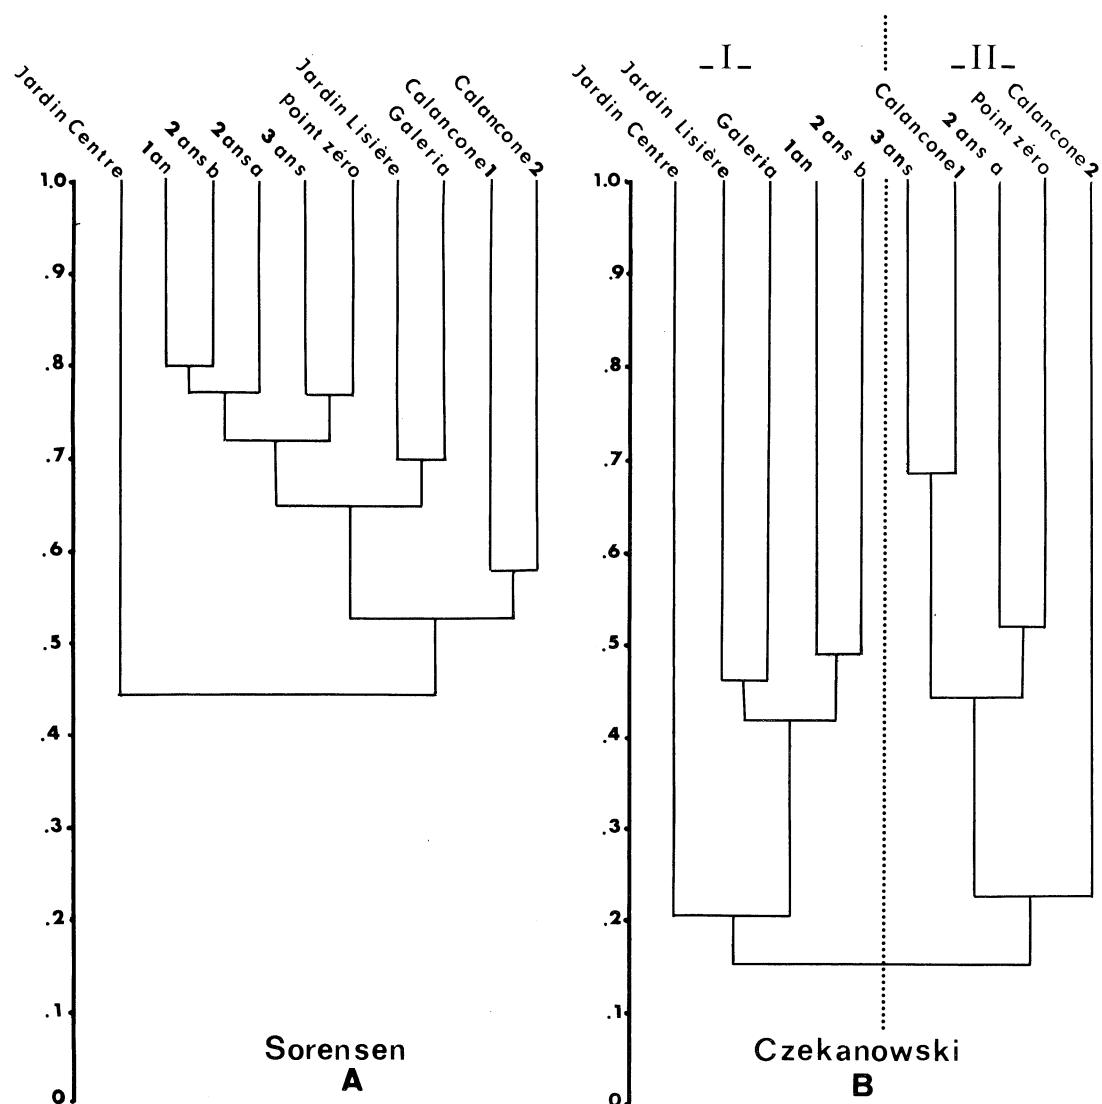 Jardin Centre
1an
2ans b
2ans a
3 ans
Point zéro
Jardin Lisière
Galeria
Calancone1
Calancone2
1.0
.9
.8
.7
.6
.5
.4
.3
.2
.1
0
Sorensen
A
I
II
Jardin Centre
Jardin Lisière
Galeria
1an
2ans b
3 ans
Calancone1
2ans a
Point zéro
Calancone2
1.0
.9
.8
.7
.6
.5
.4
.3
.2
.1
0
Czekanowski
B